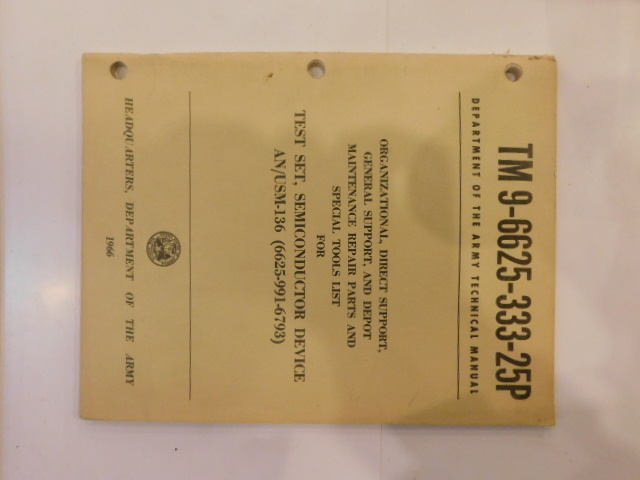 TM 9-6625-333-25P
DEPARTMENT OF THE ARMY TECHNICAL MANUAL
ORGANIZATIONAL, DIRECT SUPPORT,
GENERAL SUPPORT, AND DEPOT
MAINTENANCE REPAIR PARTS AND
SPECIAL TOOLS LIST
FOR
TEST SET, SEMICONDUCTOR DEVICE
AN/USM-136 (6625-991-6793)
HEADQUARTERS, DEPARTMENT OF THE ARMY
1966